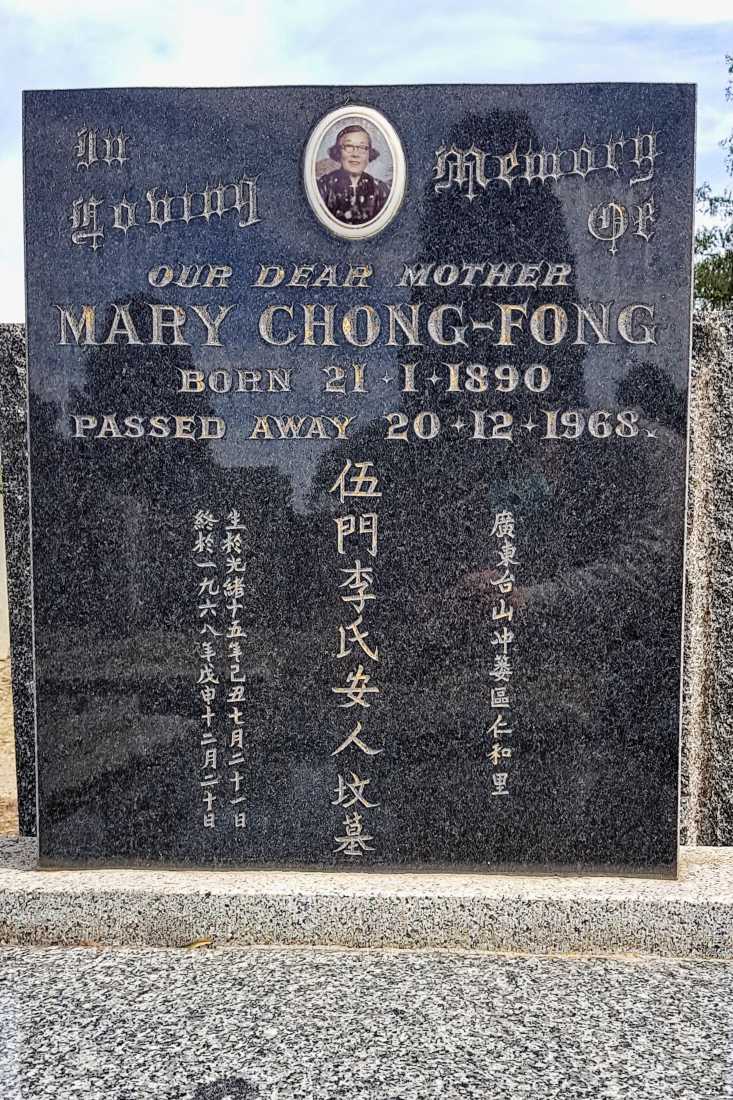 In Memory
Loving Of
OUR DEAR MOTHER
MARY CHONG-FONG
BORN 21·1·1890
PASSED AWAY 20·12·1968.
廣東台山冲蒌區仁和里
伍門李氏安人坟墓
生於光緒十五年己丑七月二十一日
終於一九六八年戊申十二月二十日